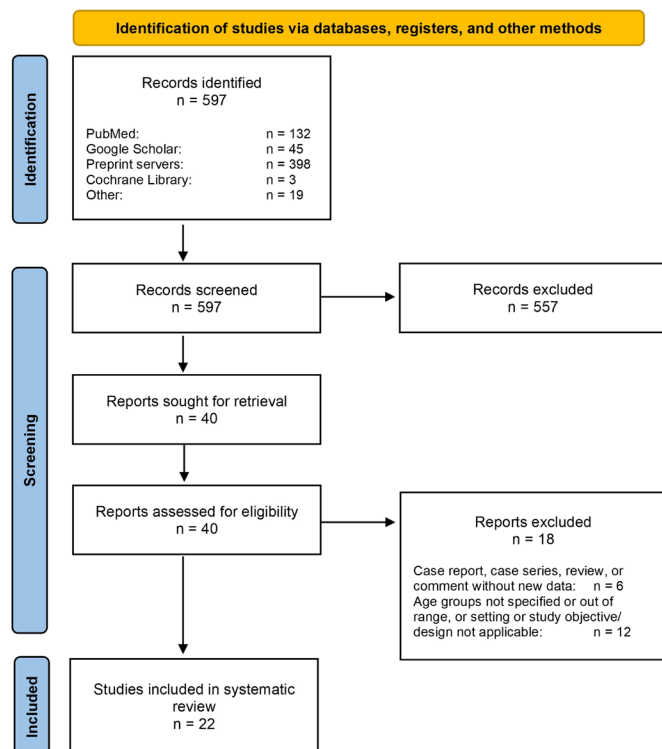 Identification of studies via databases, registers, and other methods
Identification
Records identified
n = 597
PubMed: n = 132
Google Scholar: n = 45
Preprint servers: n = 398
Cochrane Library: n = 3
Other: n = 19
Screening
Records screened
n = 597
Records excluded
n = 557
Reports sought for retrieval
n = 40
Reports assessed for eligibility
n = 40
Reports excluded
n = 18
Case report, case series, review, or
comment without new data: n = 6
Age groups not specified or out of
range, or setting or study objective/
design not applicable: n = 12
Included
Studies included in systematic
review
n = 22